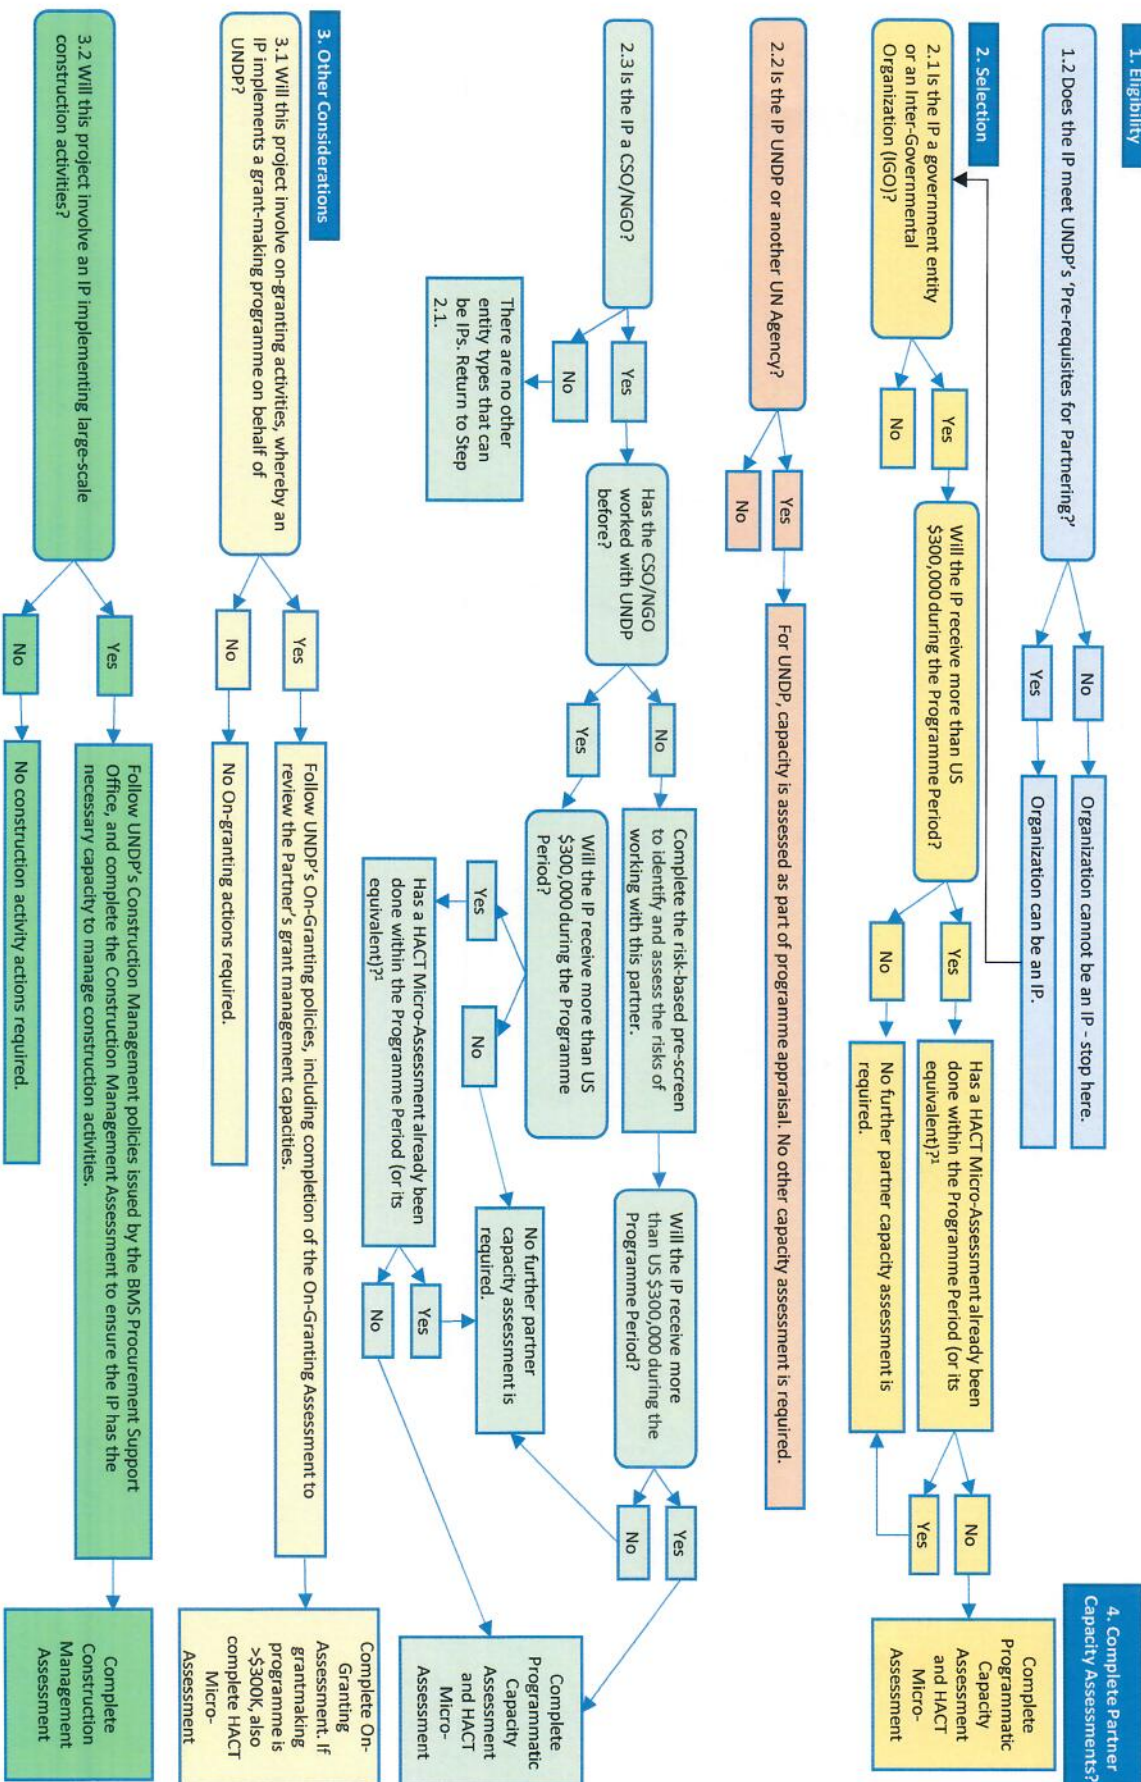 1. Eligibility
1.2 Does the IP meet UNDP's 'Pre-requisites for Partnering?'
No
Organization cannot be an IP - stop here.
Yes
Organization can be an IP.
4. Complete Partner
Capacity Assessments?
2. Selection
2.1 Is the IP a government entity
or an Inter-Governmental
Organization (IGO)?
Yes
No
Will the IP receive more than US
$300,000 during the Programme Period?
Yes
No
Has a HACT Micro-Assessment already been
done within the Programme Period (or its
equivalent)?¹
No further partner capacity assessment is
required.
No
Yes
Complete
Programmatic
Capacity
Assessment
and HACT
Micro-
Assessment
2.2 Is the IP UNDP or another UN Agency?
Yes
No
For UNDP, capacity is assessed as part of programme appraisal. No other capacity assessment is required.
2.3 Is the IP a CSO/NGO?
Yes
No
There are no other
entity types that can
be IPs. Return to Step
2.1.
Has the CSO/NGO
worked with UNDP
before?
No
Yes
Complete the risk-based pre-screen
to identify and assess the risks of
working with this partner.
Will the IP receive more
than US $300,000 during the
Programme Period?
Yes
No
Will the IP receive more than US
$300,000 during the Programme
Period?
Yes
No
Has a HACT Micro-Assessment already been
done within the Programme Period (or its
equivalent)?¹
No further partner
capacity assessment is
required.
Yes
No
Complete
Programmatic
Capacity
Assessment
and HACT
Micro-
Assessment
3. Other Considerations
3.1 Will this project involve on-granting activities, whereby an
IP implements a grant-making programme on behalf of
UNDP?
Yes
No
Follow UNDP's On-Granting policies, including completion of the On-Granting Assessment to
review the Partner's grant management capacities.
No On-granting actions required.
Complete On-
Granting
Assessment. If
grantmaking
programme is
>$300K, also
complete HACT
Micro-
Assessment
3.2 Will this project involve an IP implementing large-scale
construction activities?
Yes
No
Follow UNDP's Construction Management policies issued by the BMS Procurement Support
Office, and complete the Construction Management Assessment to ensure the IP has the
necessary capacity to manage construction activities.
No construction activity actions required.
Complete
Construction
Management
Assessment